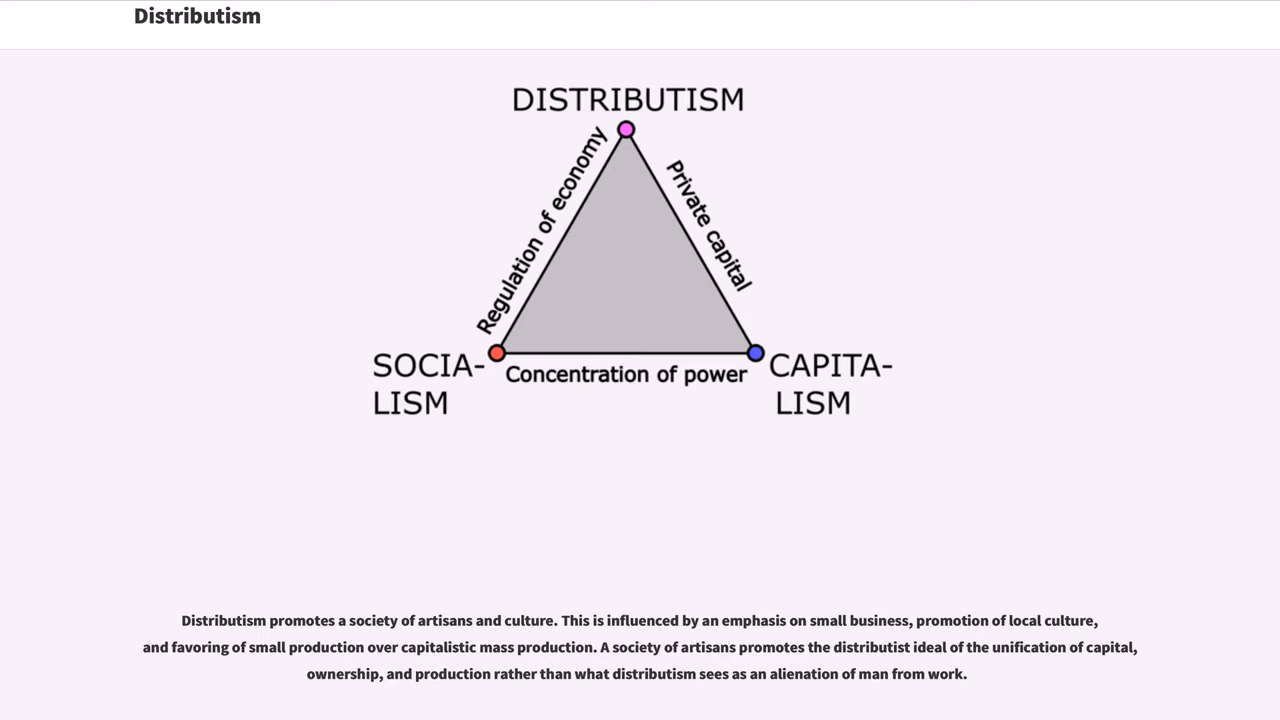 Distributism
DISTRIBUTISM
Regulation of economy
Private capital
SOCIA-
LISM
Concentration of power
CAPITA-
LISM
Distributism promotes a society of artisans and culture. This is influenced by an emphasis on small business, promotion of local culture,
and favoring of small production over capitalistic mass production. A society of artisans promotes the distributist ideal of the unification of capital,
ownership, and production rather than what distributism sees as an alienation of man from work.